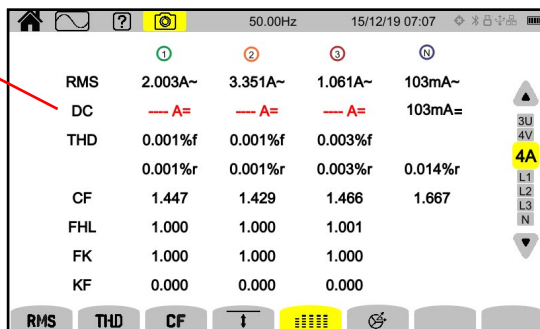 ? 50.00Hz 15/12/19 07:07
1 2 3 N
RMS 2.003A~ 3.351A~ 1.061A~ 103mA~
DC ---- A= ---- A= ---- A= 103mA=
THD 0.001%f 0.001%f 0.003%f
0.001%r 0.001%r 0.003%r 0.014%r
CF 1.447 1.429 1.466 1.667
FHL 1.000 1.000 1.001
FK 1.000 1.000 1.000
KF 0.000 0.000 0.000
3U
4V
4A
L1
L2
L3
N
RMS THD CF